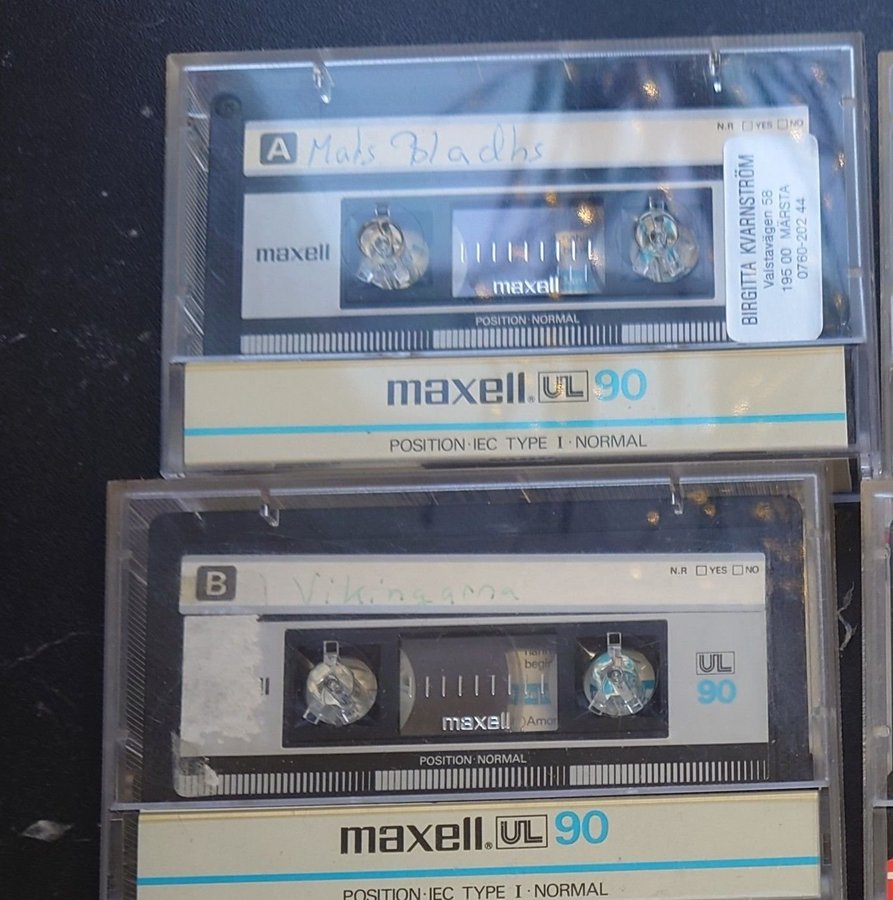 N.R □ YES □ NO
A Mats Bladhs
maxell
maxell
BIRGITTA KVARNSTRÖM
Valstavägen 58
195 00 MÄRSTA
0760-202 44
POSITION·NORMAL
maxell® UL 90
POSITION·IEC TYPE I·NORMAL
N.R □ YES □ NO
B Vikingarna
begin
maxell
UL
90
POSITION·NORMAL
maxell® UL 90
POSITION·IEC TYPE I·NORMAL